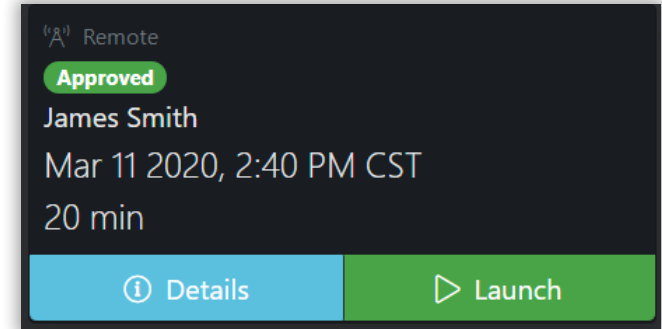 Remote
Approved
James Smith
Mar 11 2020, 2:40 PM CST
20 min
Details
Launch